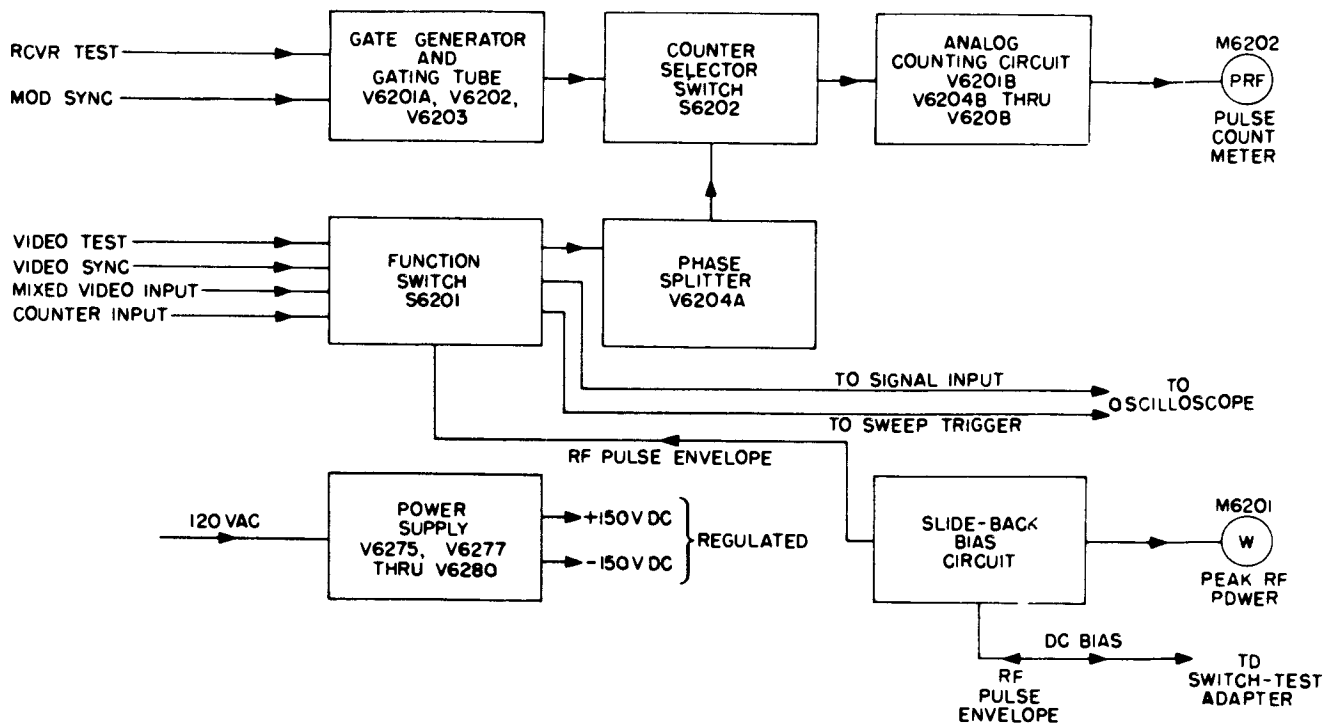 RCVR TEST
MOD SYNC
GATE GENERATOR
AND
GATING TUBE
V6201A, V6202,
V6203
COUNTER
SELECTOR
SWITCH
S6202
ANALOG
COUNTING CIRCUIT
V6201B
V6204B THRU
V6208
M6202
PRF
PULSE
COUNT
METER
VIDEO TEST
VIDEO SYNC
MIXED VIDEO INPUT
COUNTER INPUT
FUNCTION
SWITCH
S6201
PHASE
SPLITTER
V6204A
TO SIGNAL INPUT
TO SWEEP TRIGGER
TO
OSCILLOSCOPE
RF PULSE ENVELOPE
120 VAC
POWER
SUPPLY
V6275, V6277
THRU V6280
+150V DC
-150V DC
REGULATED
SLIDE-BACK
BIAS
CIRCUIT
M6201
W
PEAK RF
POWER
DC BIAS
RF
PULSE
ENVELOPE
TO
SWITCH-TEST
ADAPTER